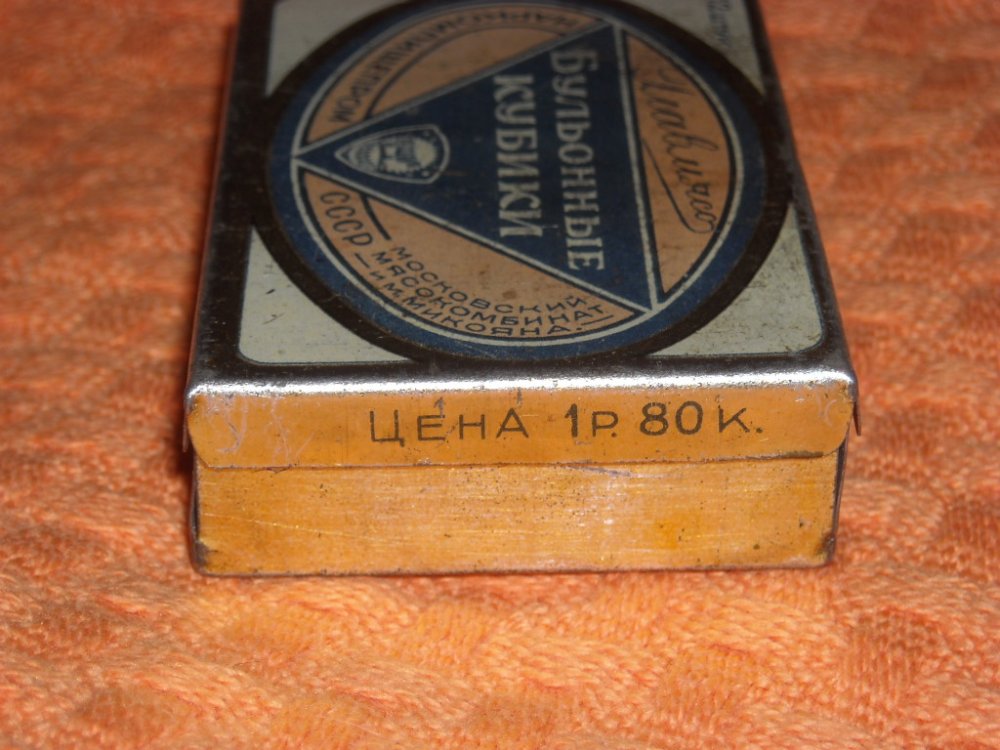 Главмясо
БУЛЬОННЫЕ
КУБИКИ
НАРКОМПИЩЕПРОМ
СССР
МОСКОВСКИЙ
МЯСОКОМБИНАТ
ИМ. МИКОЯНА.
ЦЕНА 1Р. 80К.